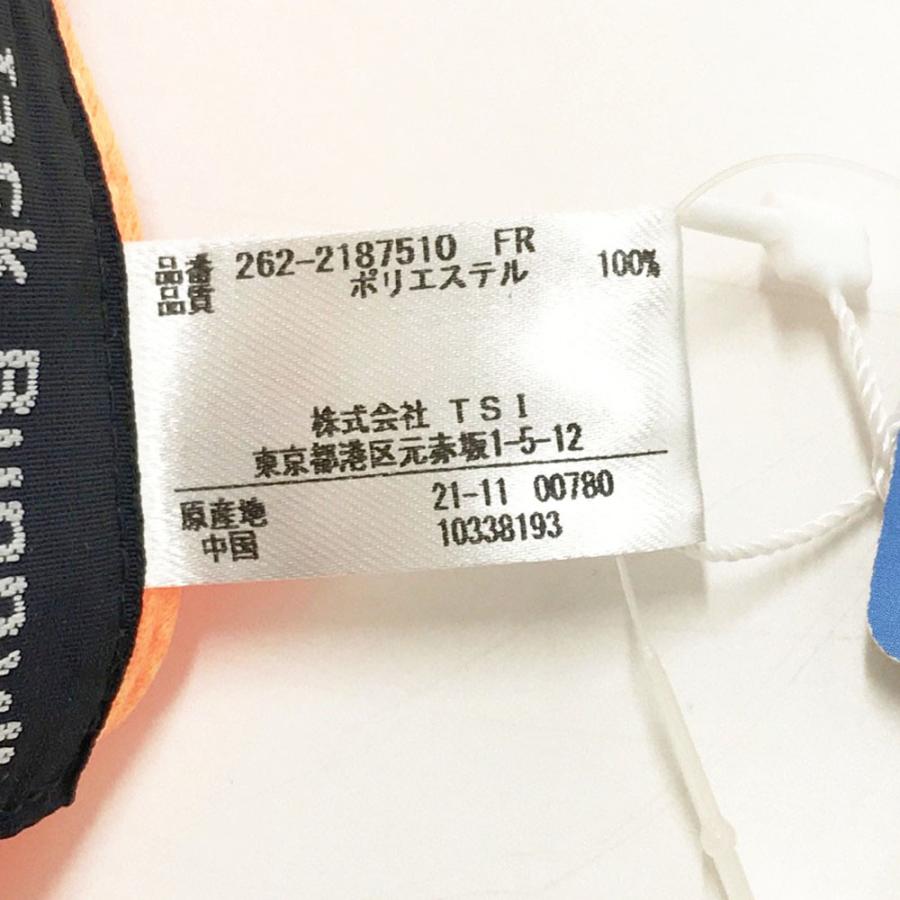 品番 262-2187510 FR
品質 ポリエステル 100%
株式会社 TSI
東京都港区元赤坂1-5-12
原産地 21-11 00780
中国 10338193